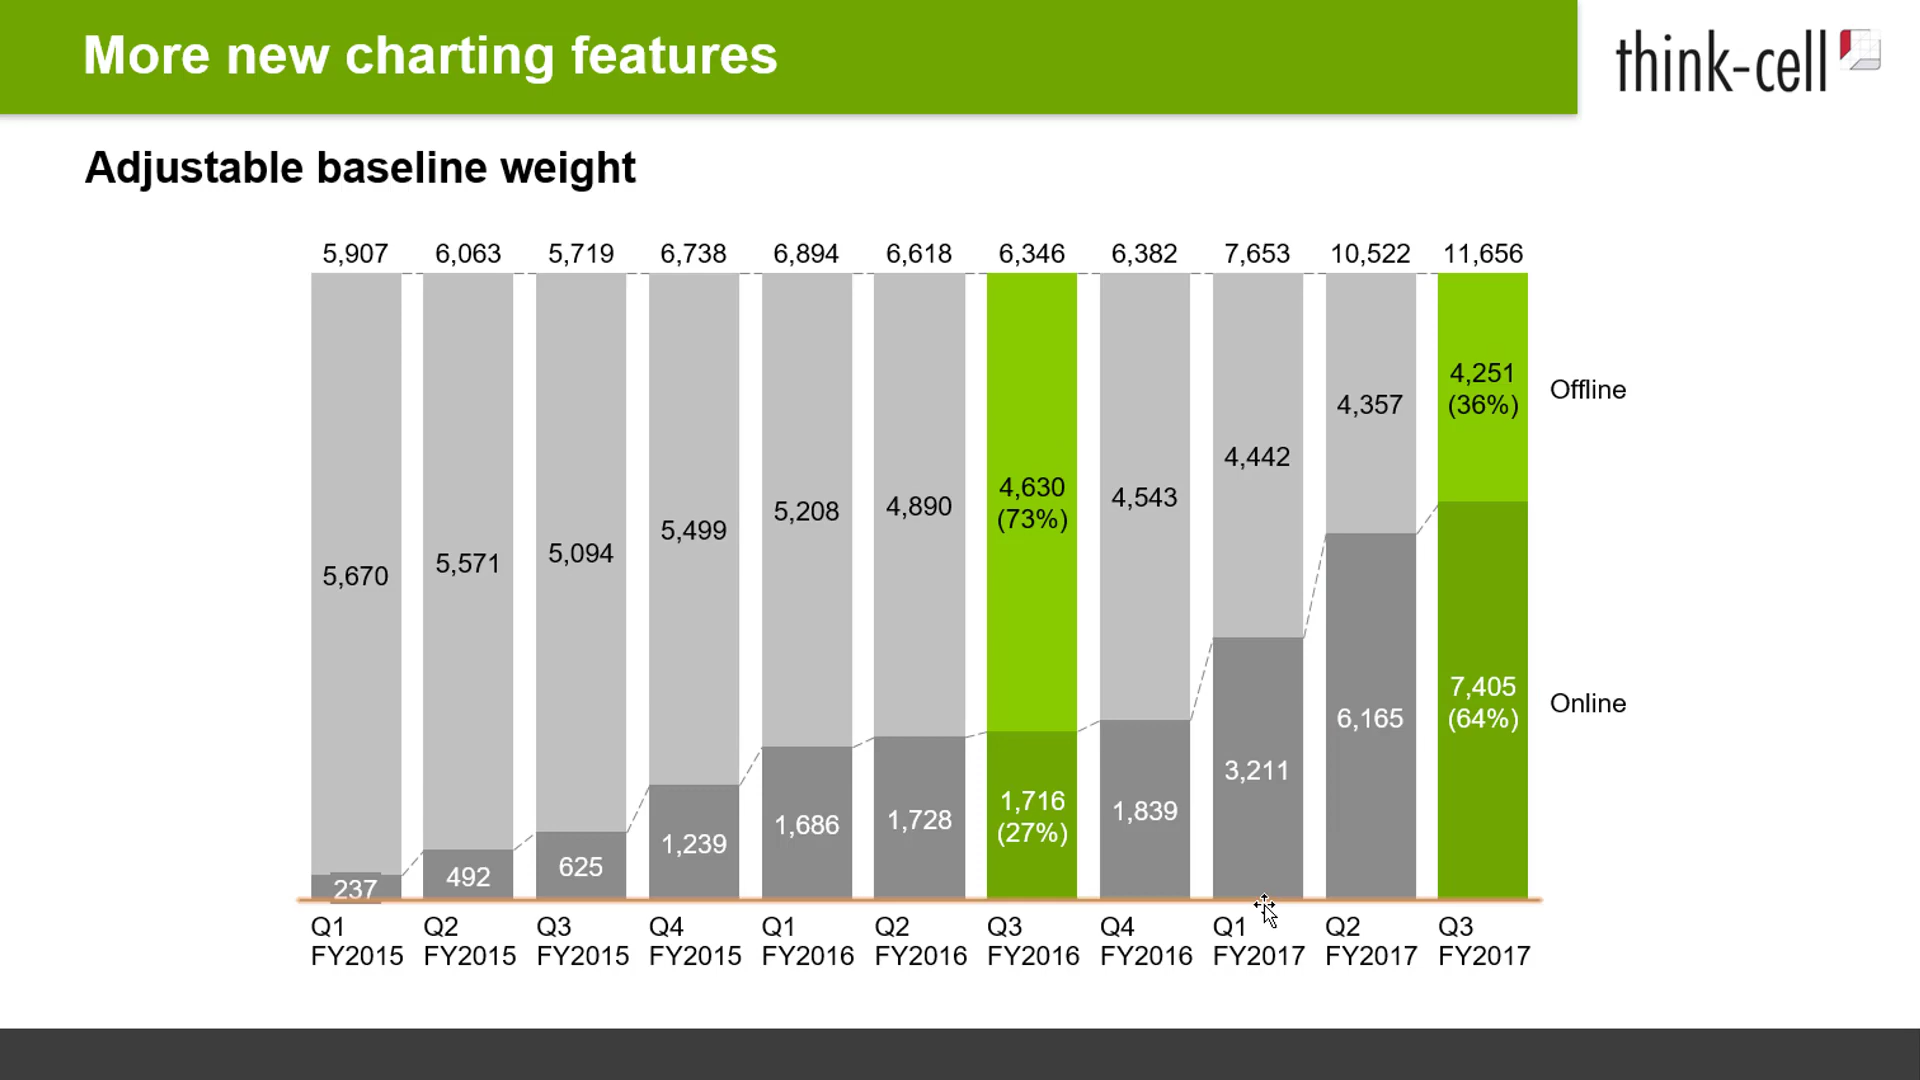 More new charting features
think-cell
Adjustable baseline weight
5,907 6,063 5,719 6,738 6,894 6,618 6,346 6,382 7,653 10,522 11,656
5,670 5,571 5,094 5,499 5,208 4,890 4,630 (73%) 4,543 4,442 4,357 4,251 (36%) Offline
237 492 625 1,239 1,686 1,728 1,716 (27%) 1,839 3,211 6,165 7,405 (64%) Online
Q1 Q2 Q3 Q4 Q1 Q2 Q3 Q4 Q1 Q2 Q3
FY2015 FY2015 FY2015 FY2015 FY2016 FY2016 FY2016 FY2016 FY2017 FY2017 FY2017